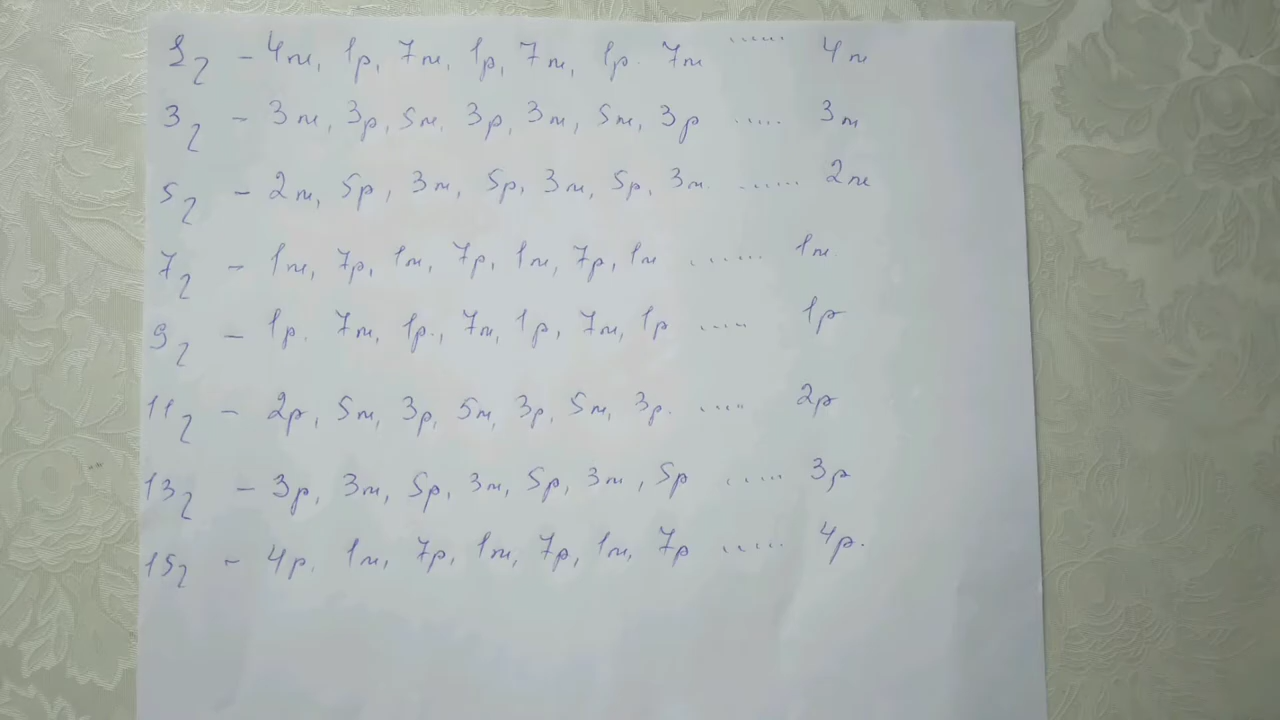 12 - 4m, 1p, 7m, 1p, 7m, 1p. 7m ...... 4m
32 - 3m, 3p, 5m, 3p, 3m, 5m, 3p ..... 3m
52 - 2m, 5p, 3m, 5p, 3m, 5p, 3m. ...... 2m
72 - 1m, 7p, 1m, 7p, 1m, 7p, 1m ...... 1m.
92 - 1p. 7m, 1p., 7m, 1p, 7m, 1p ..... 1p
112 - 2p, 5m, 3p, 5m, 3p, 5m, 3p. ..... 2p
132 - 3p, 3m, 5p, 3m, 5p, 3m, 5p ..... 3p
152 - 4p. 1m, 7p, 1m, 7p, 1m, 7p ...... 4p.